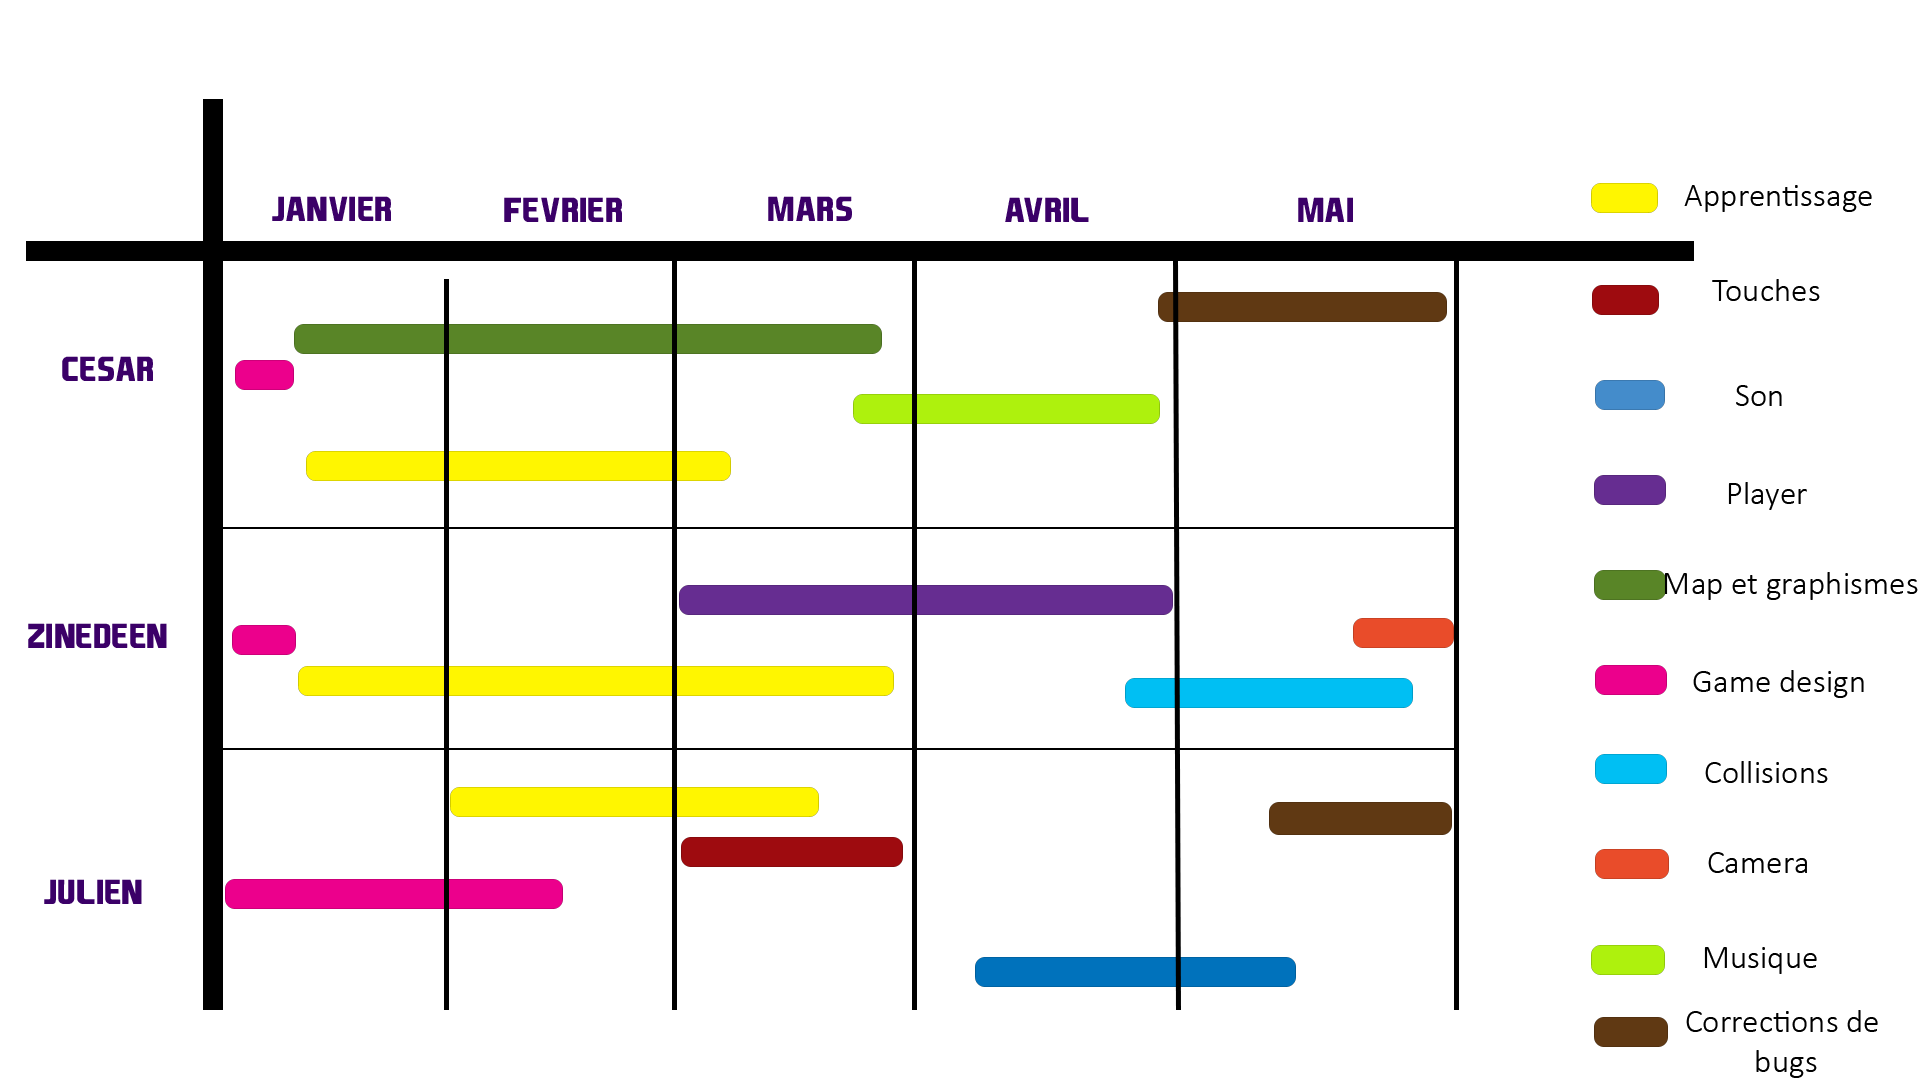 JANVIER
FEVRIER
MARS
AVRIL
MAI
CESAR
ZINEDEEN
JULIEN
Apprentissage
Touches
Son
Player
Map et graphismes
Game design
Collisions
Camera
Musique
Corrections de
bugs